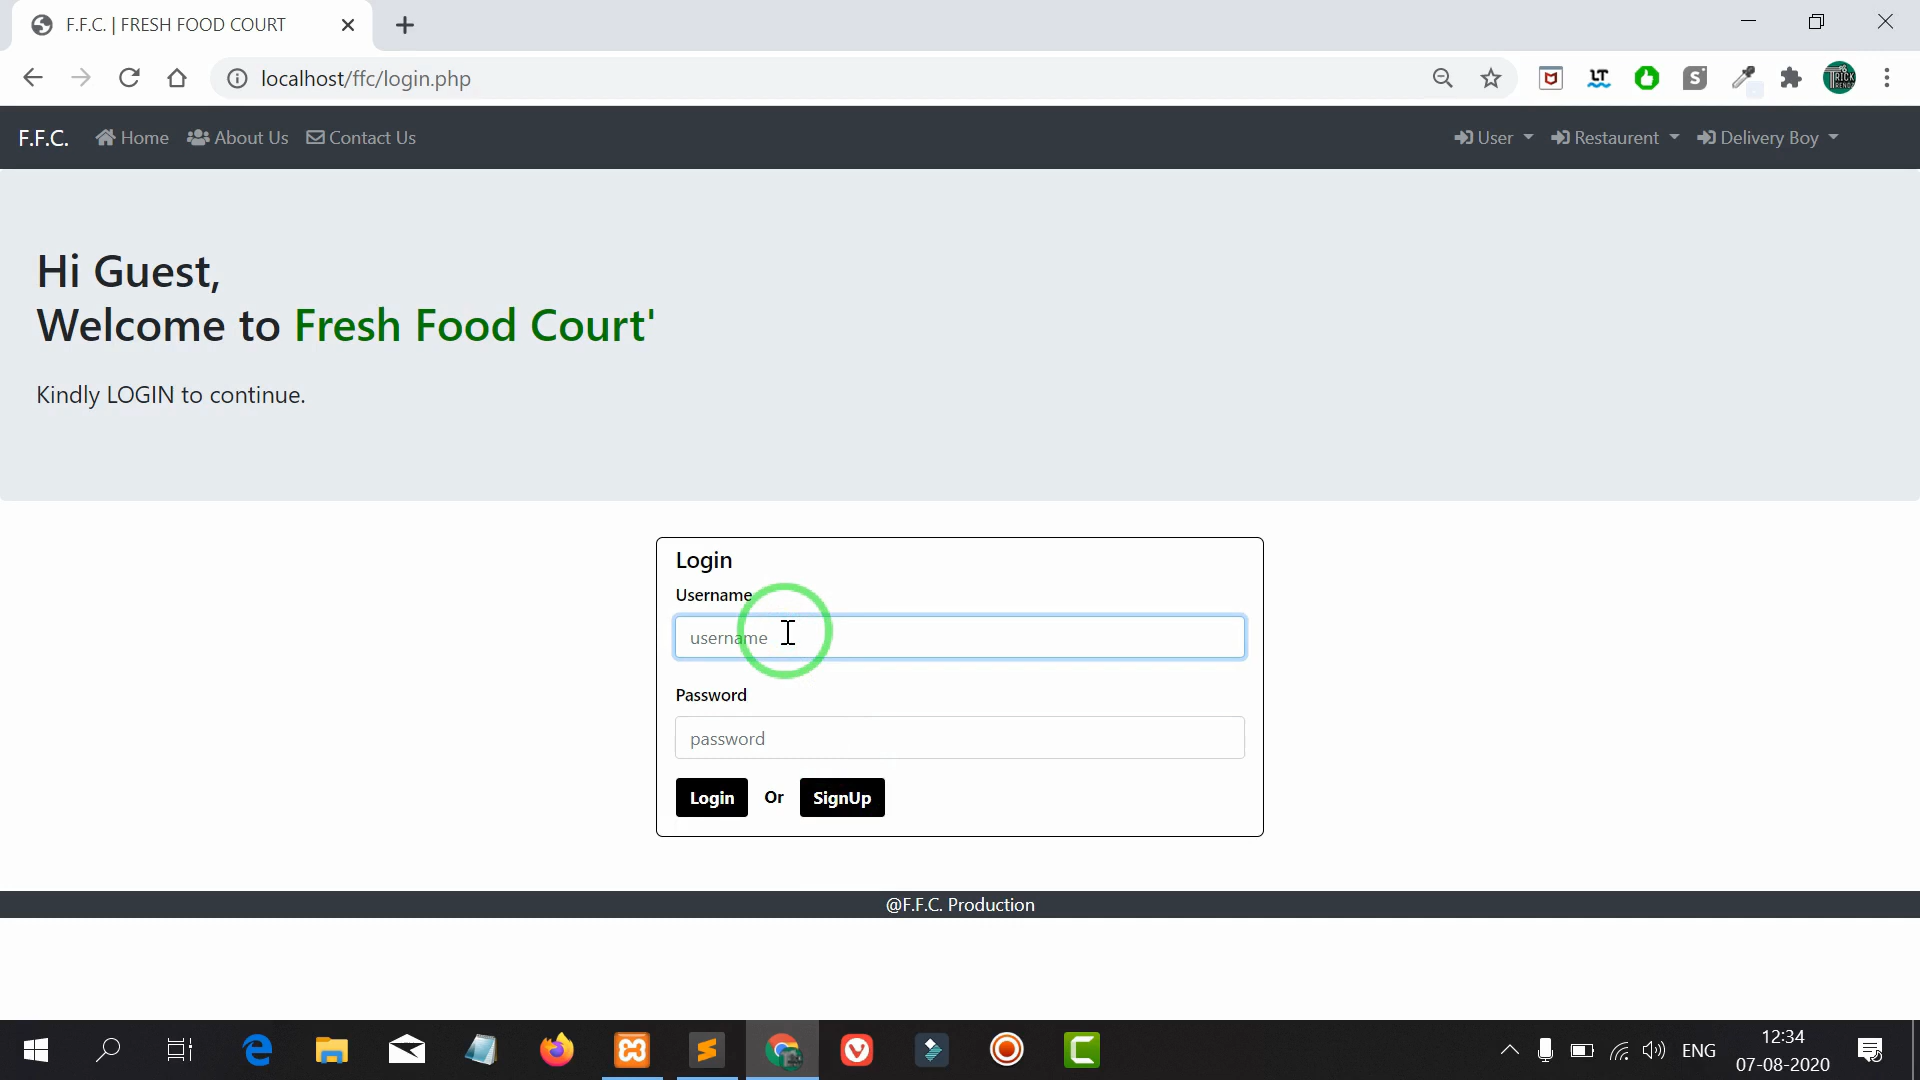 F.F.C. | FRESH FOOD COURT
localhost/ffc/login.php
F.F.C. Home About Us Contact Us User Restaurent Delivery Boy
Hi Guest,
Welcome to Fresh Food Court'
Kindly LOGIN to continue.
Login
Username
username
Password
password
Login Or SignUp
@F.F.C. Production
ENG
12:34
07-08-2020